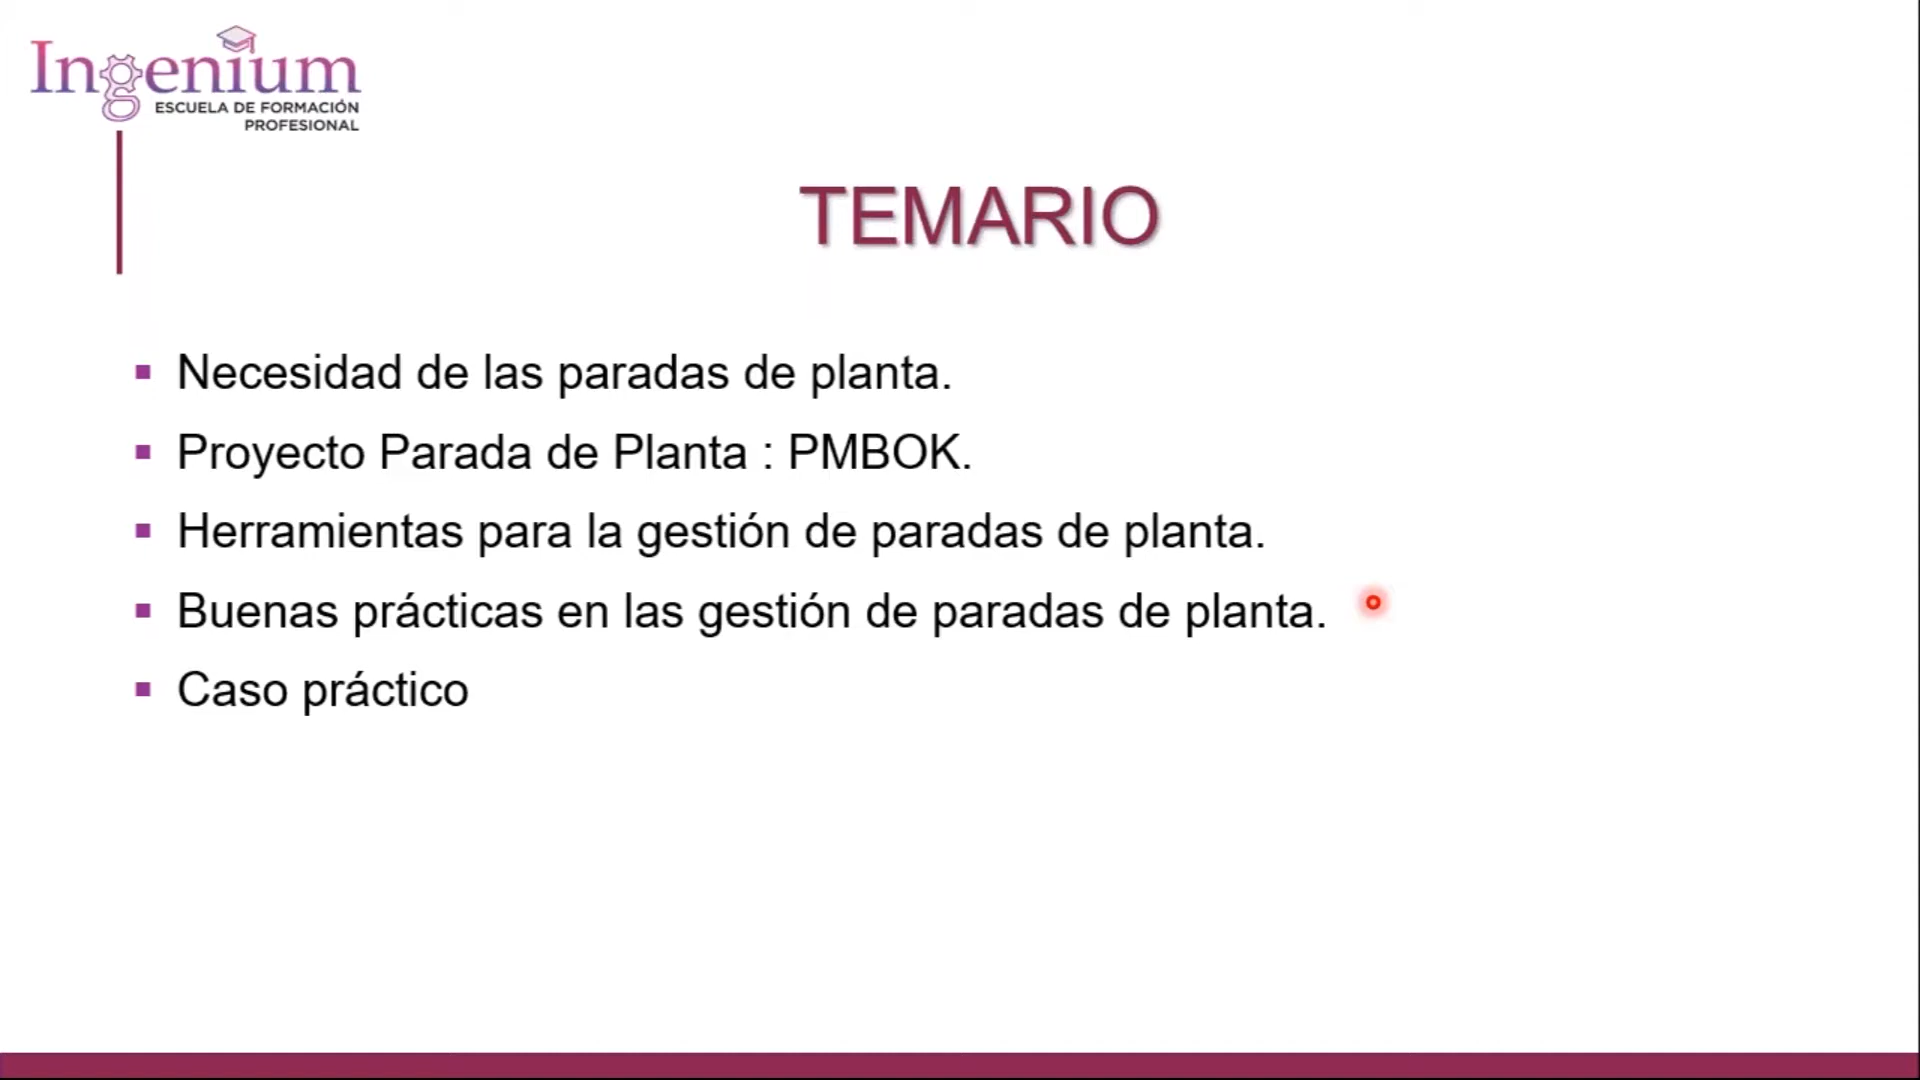 Ingenium
ESCUELA DE FORMACIÓN
PROFESIONAL
TEMARIO
Necesidad de las paradas de planta.
Proyecto Parada de Planta : PMBOK.
Herramientas para la gestión de paradas de planta.
Buenas prácticas en las gestión de paradas de planta.
Caso práctico